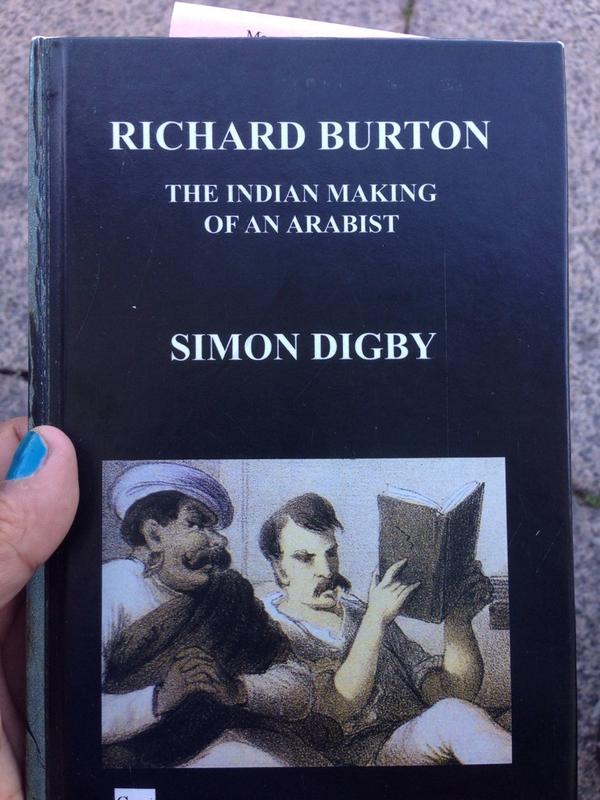 RICHARD BURTON
THE INDIAN MAKING
OF AN ARABIST
SIMON DIGBY